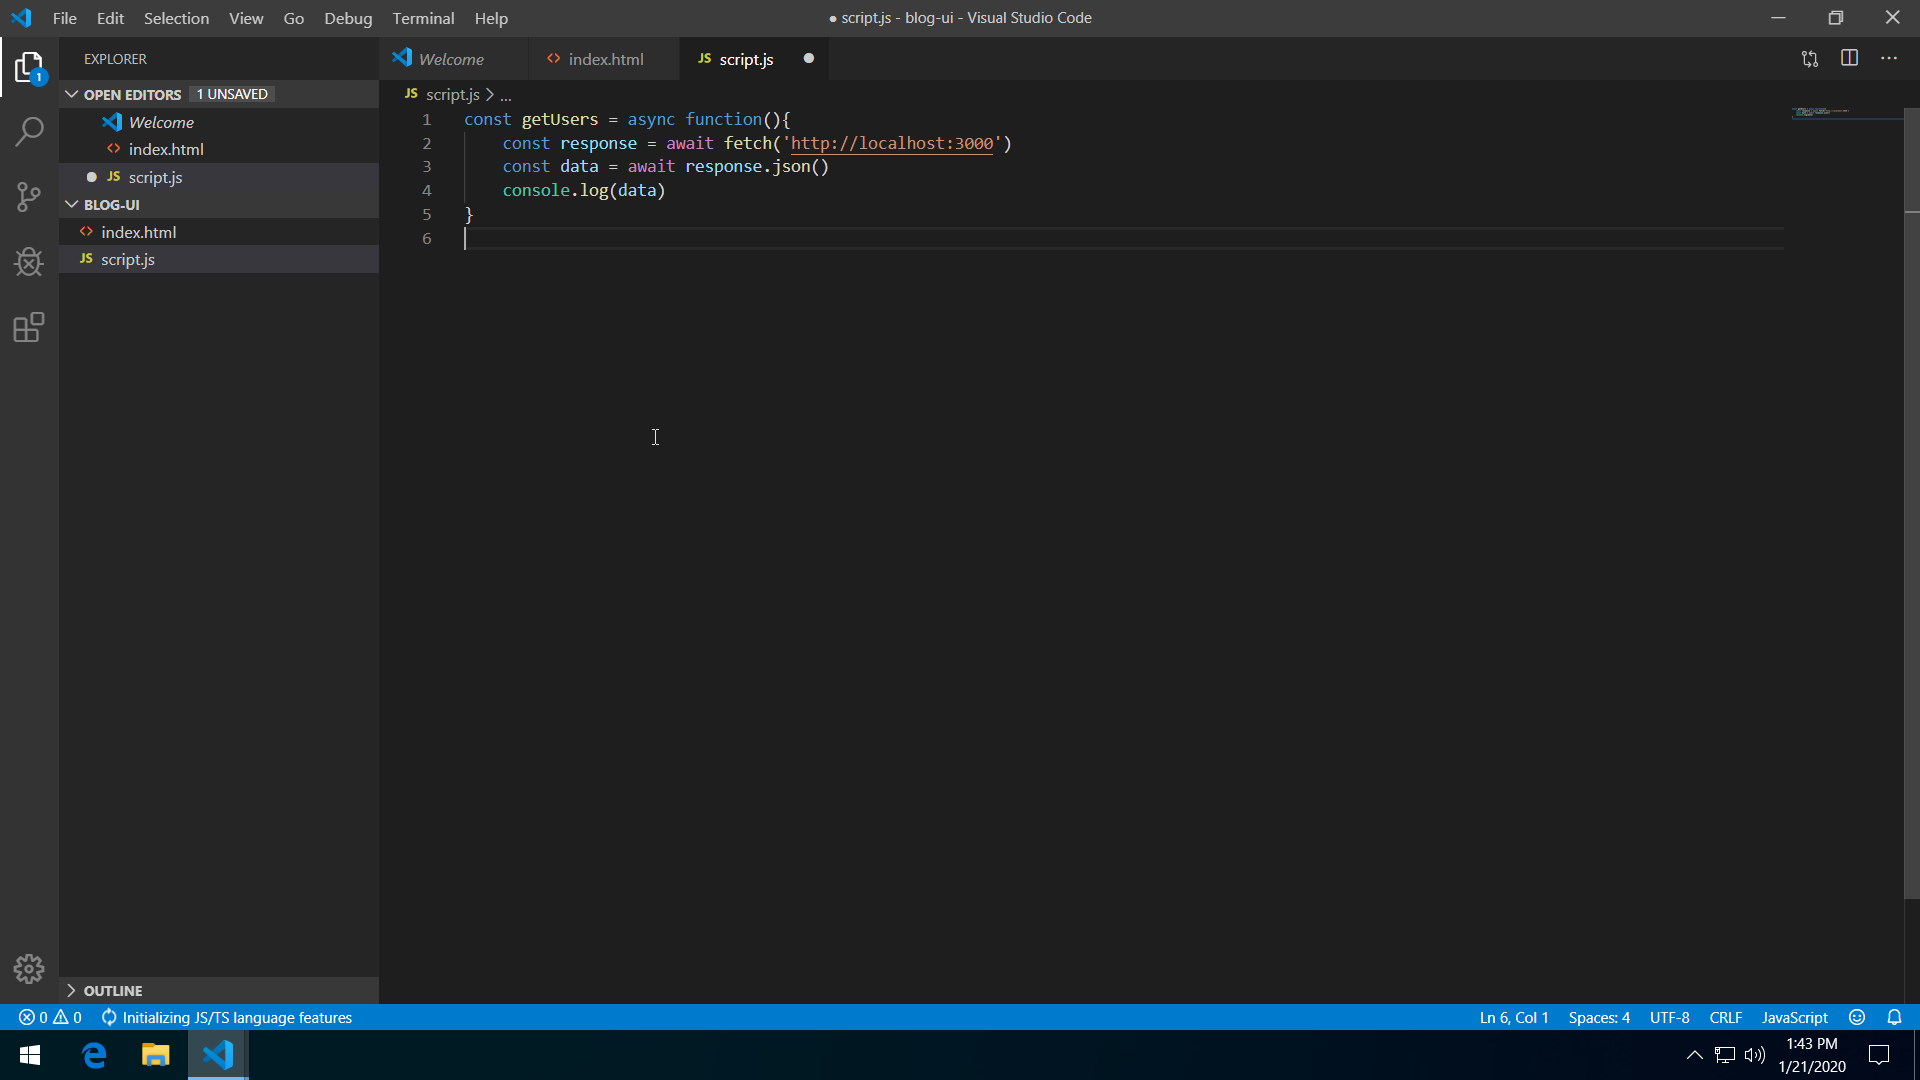 File Edit Selection View Go Debug Terminal Help
● script.js - blog-ui - Visual Studio Code
EXPLORER
Welcome
<> index.html
JS script.js ●
OPEN EDITORS 1 UNSAVED
Welcome
<> index.html
● JS script.js
BLOG-UI
<> index.html
JS script.js
OUTLINE
1
JS script.js > ...
1 const getUsers = async function(){
2 const response = await fetch('http://localhost:3000')
3 const data = await response.json()
4 console.log(data)
5 }
6
0 0 Initializing JS/TS language features
Ln 6, Col 1 Spaces: 4 UTF-8 CRLF JavaScript
1:43 PM
1/21/2020